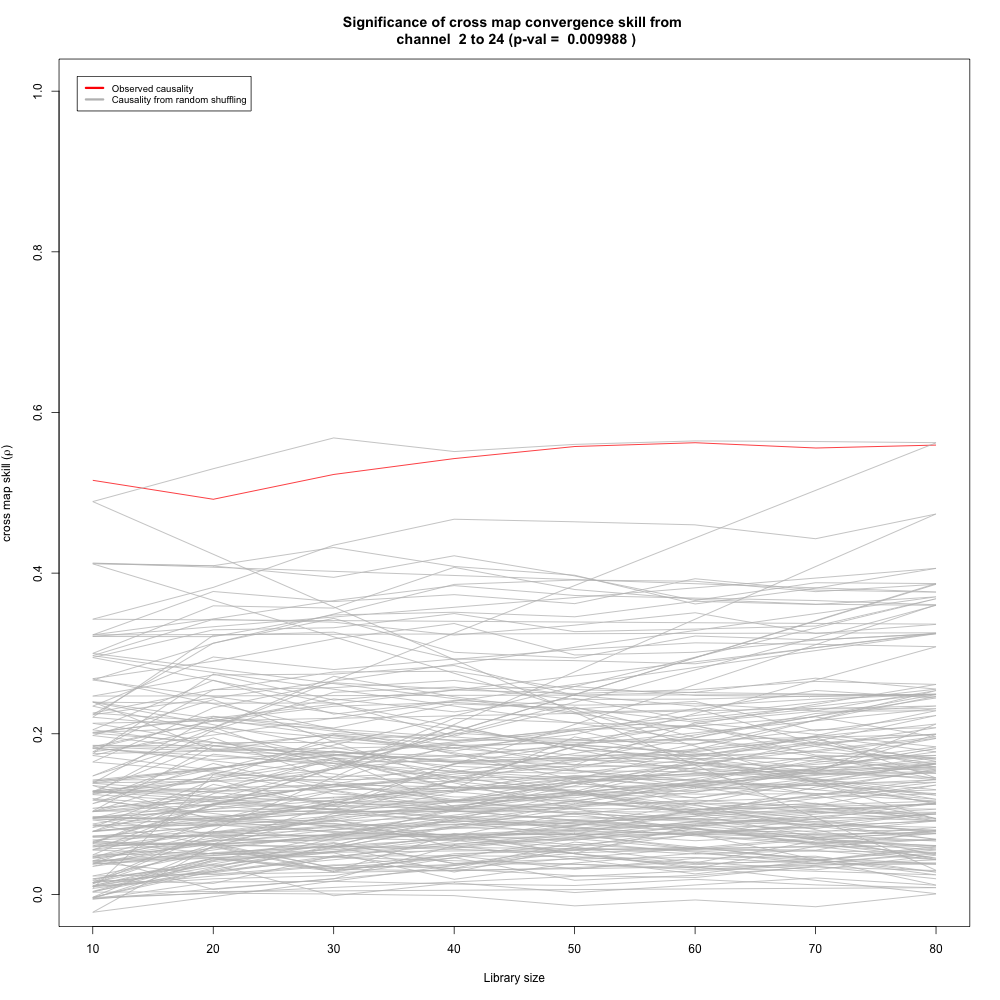 Significance of cross map convergence skill from
channel  2 to 24 (p-val =  0.009988 )
Observed causality
Causality from random shuffling
cross map skill (ρ)
1.0
0.8
0.6
0.4
0.2
0.0
10 20 30 40 50 60 70 80
Library size